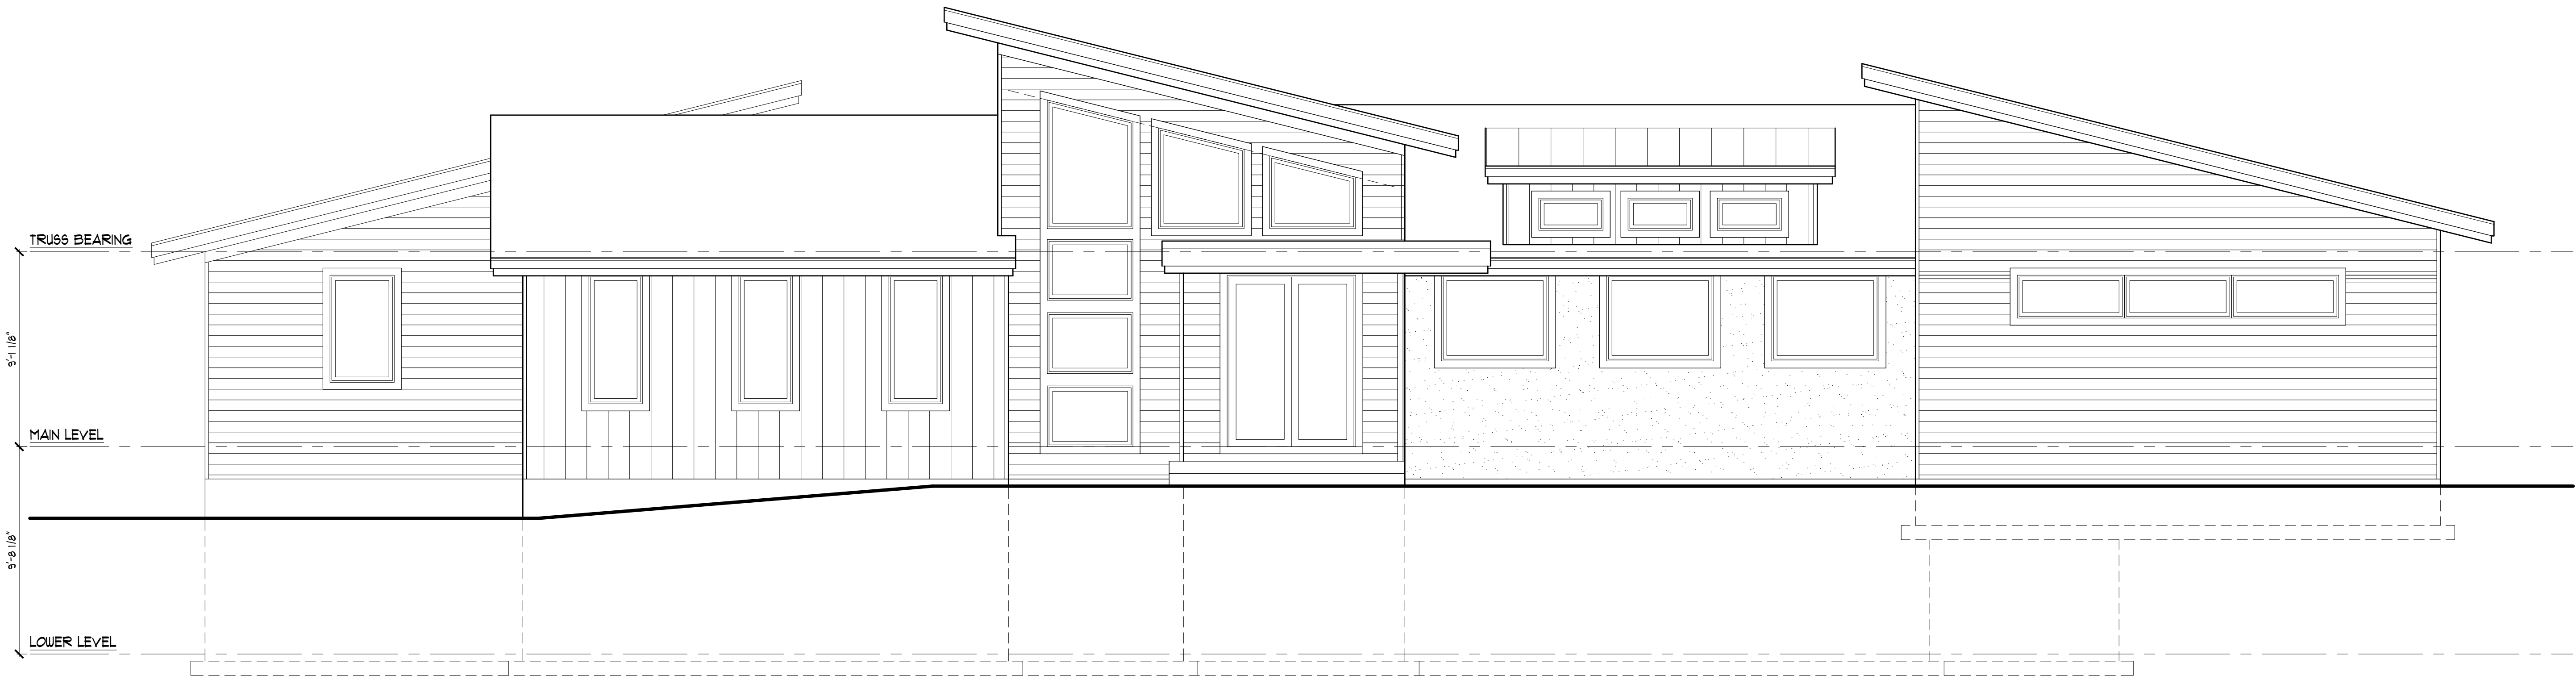 TRUSS BEARING
9'-1 1/8"
MAIN LEVEL
9'-8 1/8"
LOWER LEVEL